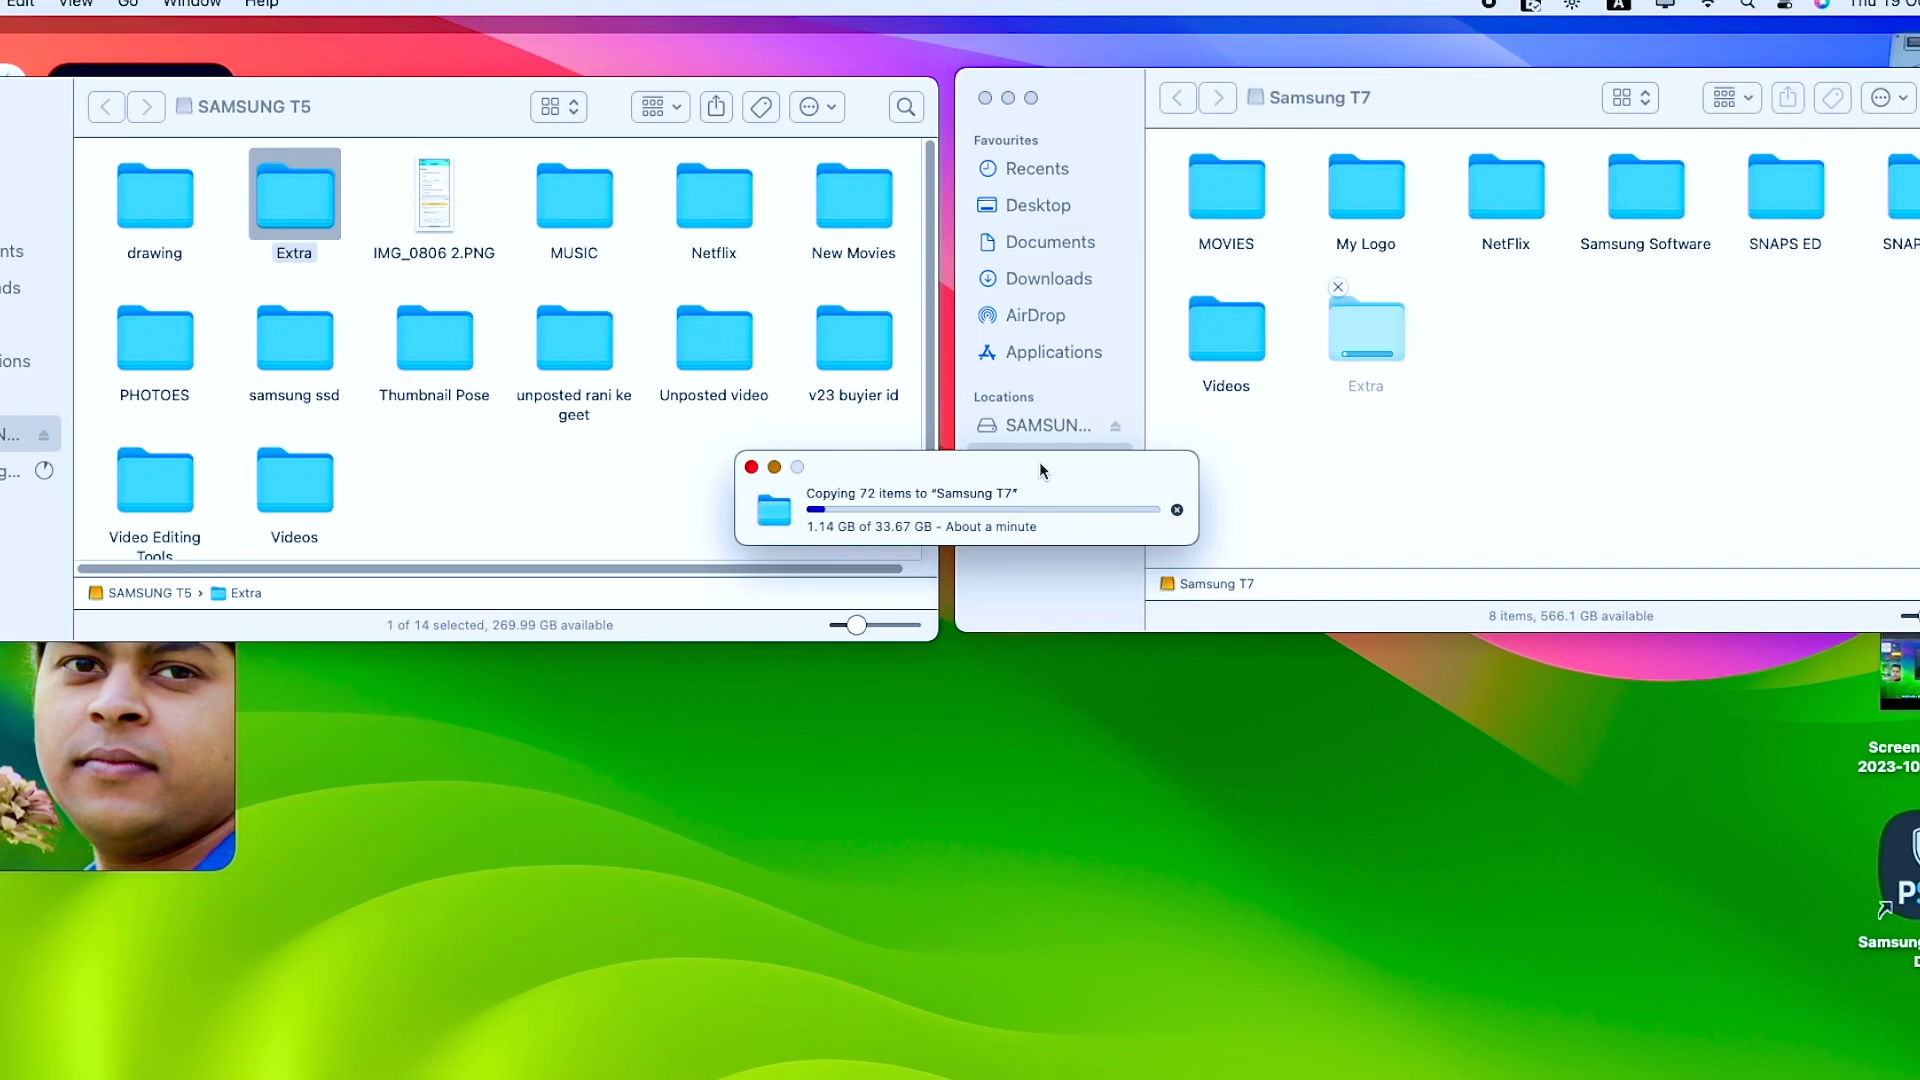 Edit View Go Window Help
Thu 19
SAMSUNG T5
drawing Extra IMG_0806 2.PNG MUSIC Netflix New Movies
PHOTOES samsung ssd Thumbnail Pose unposted rani ke geet Unposted video v23 buyier id
Video Editing Tools Videos
SAMSUNG T5 › Extra
1 of 14 selected, 269.99 GB available
Samsung T7
Favourites
Recents
Desktop
Documents
Downloads
AirDrop
Applications
Locations
SAMSUN...
MOVIES My Logo NetFlix Samsung Software SNAPS ED SNAP
Videos Extra
Samsung T7
8 items, 566.1 GB available
Copying 72 items to “Samsung T7”
1.14 GB of 33.67 GB - About a minute
Screen
2023-10
Samsung